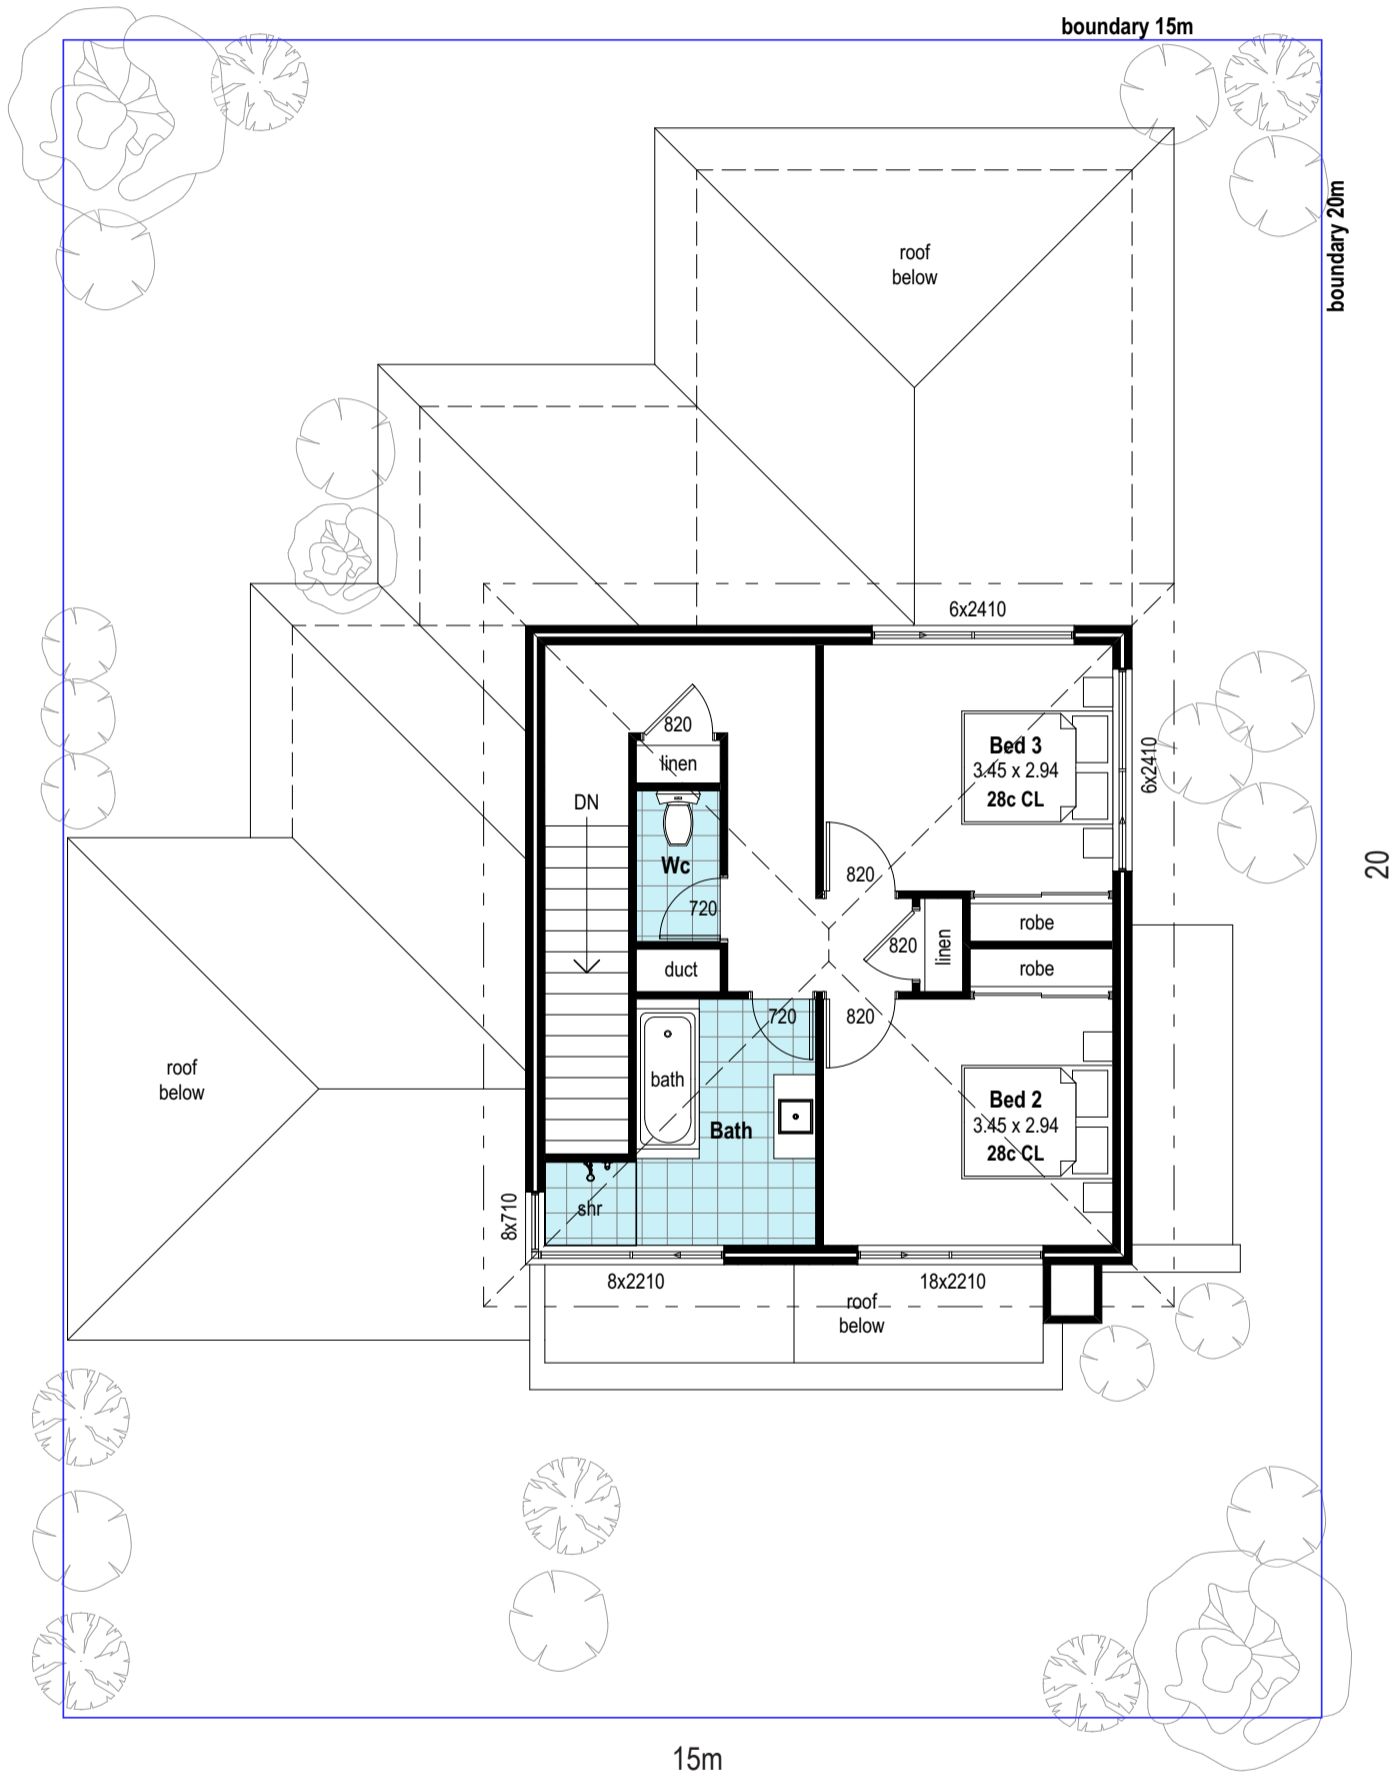 boundary 15m
boundary 20m
roof
below
6x2410
820
linen
Bed 3
3.45 x 2.94
28c CL
6x2410
DN
Wc
820
720
820
linen
robe
duct
robe
720
820
roof
below
bath
Bath
Bed 2
3.45 x 2.94
28c CL
shr
8x710
8x2210
18x2210
roof
below
20
15m